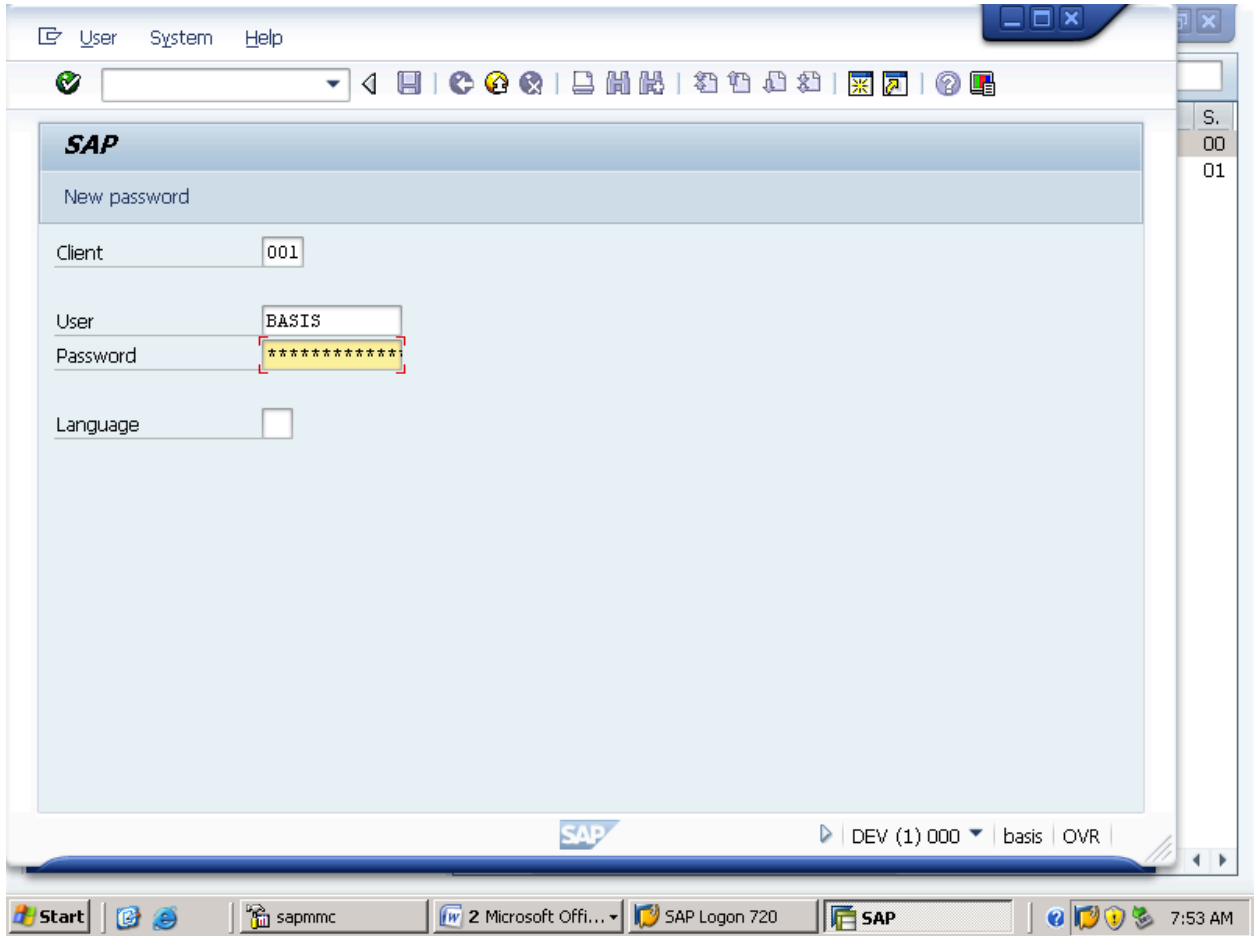 User System Help
S.
SAP
00
01
New password
Client 001
User BASIS
Password *************
Language
SAP
DEV (1) 000 basis OVR
Start sapmmc 2 Microsoft Offi... SAP Logon 720 SAP 7:53 AM